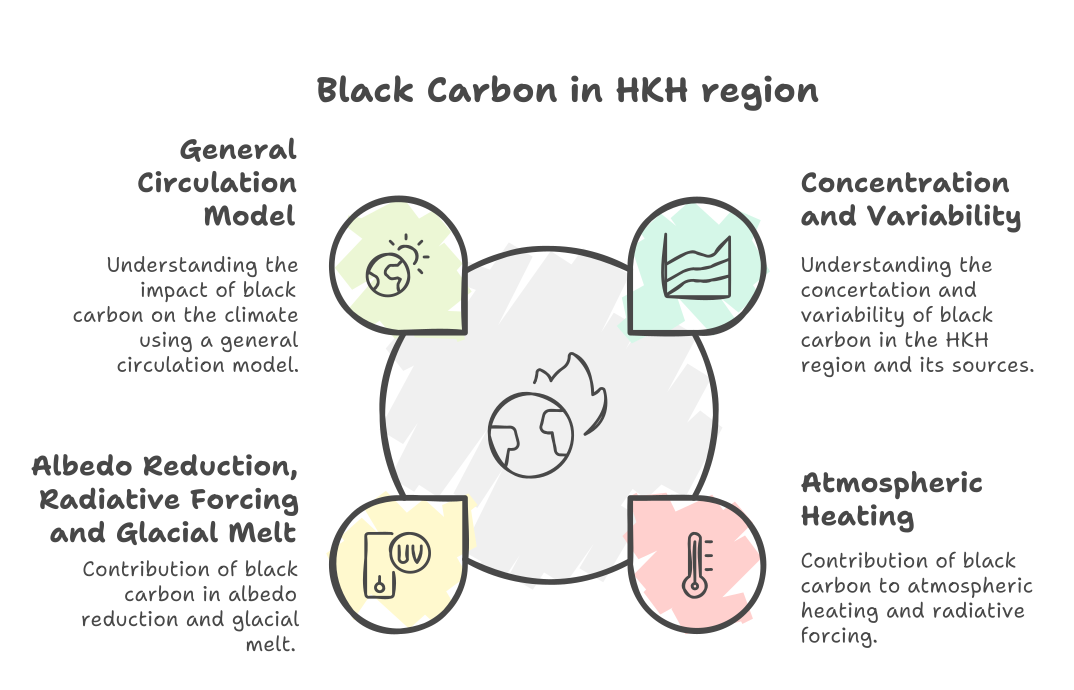 Black Carbon in HKH region
General
Circulation
Model
Understanding the
impact of black
carbon on the climate
using a general
circulation model.
Concentration
and Variability
Understanding the
concertation and
variability of black
carbon in the HKH
region and its sources.
Albedo Reduction,
Radiative Forcing
and Glacial Melt
Contribution of black
carbon in albedo
reduction and glacial
melt.
UV
Atmospheric
Heating
Contribution of black
carbon to atmospheric
heating and radiative
forcing.